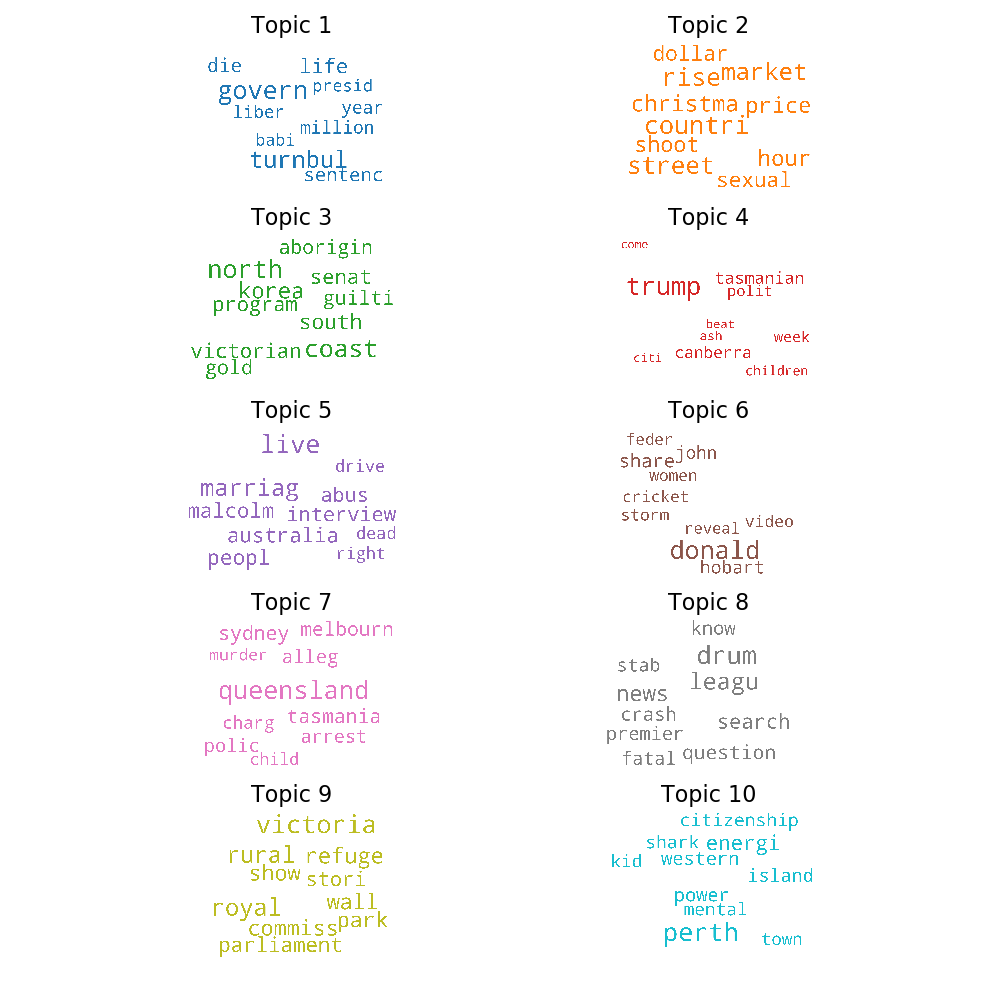 Topic 1
die life
govern presid
liber year
million
babi
turnbul
sentenc
Topic 2
dollar
rise market
christma price
countri
shoot
street hour
sexual
Topic 3
aborigin
north senat
korea guilti
program
south
victorian coast
gold
Topic 4
come
trump tasmanian
polit
beat
ash week
citi canberra
children
Topic 5
live
drive
marriag abus
malcolm interview
australia dead
peopl right
Topic 6
feder
share john
women
cricket
storm video
reveal
donald
hobart
Topic 7
sydney melbourn
murder alleg
queensland
charg tasmania
arrest
polic
child
Topic 8
know
stab drum
leagu
news
crash search
premier
fatal question
Topic 9
victoria
rural refuge
show stori
royal wall
park
commiss
parliament
Topic 10
citizenship
shark energi
kid western
island
power
mental
perth town